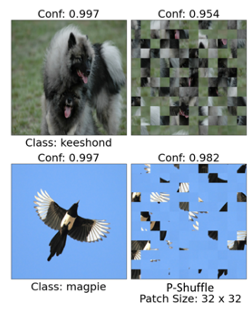 Conf: 0.997
Conf: 0.954
Class: keeshond
Conf: 0.997
Conf: 0.982
Class: magpie
P-Shuffle
Patch Size: 32 x 32